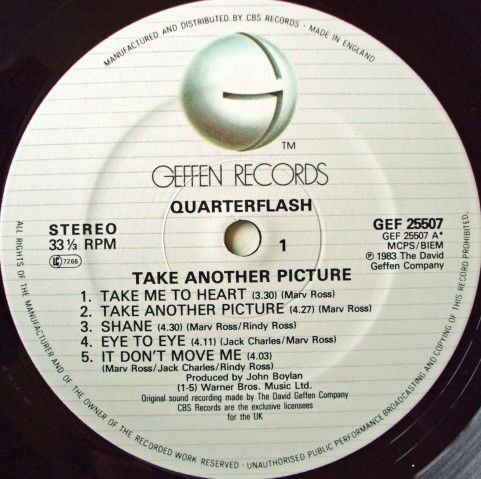 MANUFACTURED AND DISTRIBUTED BY CBS RECORDS · MADE IN ENGLAND
TM
GEFFEN RECORDS
QUARTERFLASH
STEREO
33⅓ RPM
LC 7266
1
GEF 25507
GEF 25507 A*
MCPS/BIEM
℗ 1983 The David
Geffen Company
TAKE ANOTHER PICTURE
1. TAKE ME TO HEART (3.30) (Marv Ross)
2. TAKE ANOTHER PICTURE (4.27) (Marv Ross)
3. SHANE (4.30) (Marv Ross/Rindy Ross)
4. EYE TO EYE (4.11) (Jack Charles/Marv Ross)
5. IT DON'T MOVE ME (4.03)
(Marv Ross/Jack Charles/Rindy Ross)
Produced by John Boylan
(1-5) Warner Bros. Music Ltd.
Original sound recording made by The David Geffen Company
CBS Records are the exclusive licensees
for the UK
ALL RIGHTS OF THE MANUFACTURER AND OF THE OWNER OF THE RECORDED WORK RESERVED · UNAUTHORISED PUBLIC PERFORMANCE BROADCASTING AND COPYING OF THIS RECORD PROHIBITED.